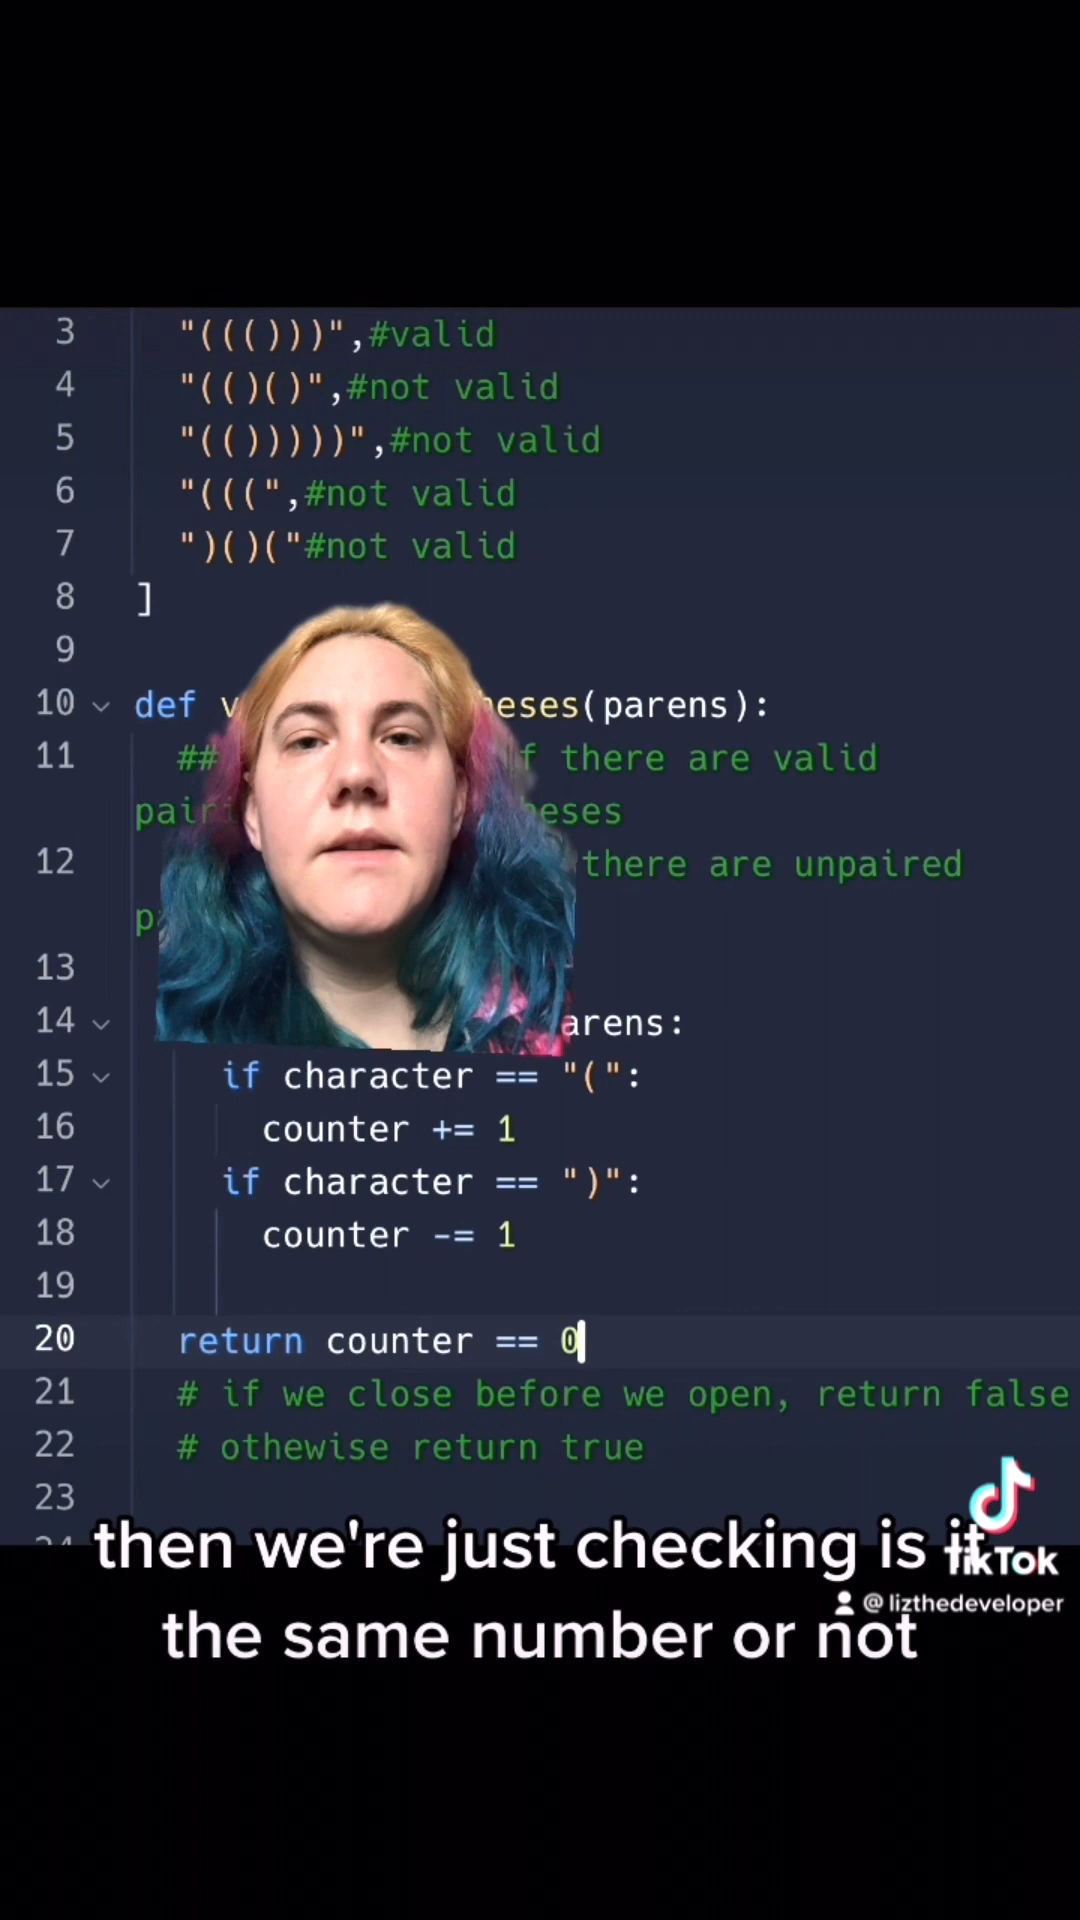 3 "((()))",#valid
4 "(()()",#not valid
5 "(()))))",#not valid
6 "(((",#not valid
7 ")()("#not valid
8 ]
9
10 def v eses(parens):
11 ## f there are valid
pair eses
12 there are unpaired
p
13
14 arens:
15 if character == "(":
16 counter += 1
17 if character == ")":
18 counter -= 1
19
20 return counter == 0
21 # if we close before we open, return false
22 # othewise return true
23
then we're just checking is it
TikTok
@lizthedeveloper
the same number or not